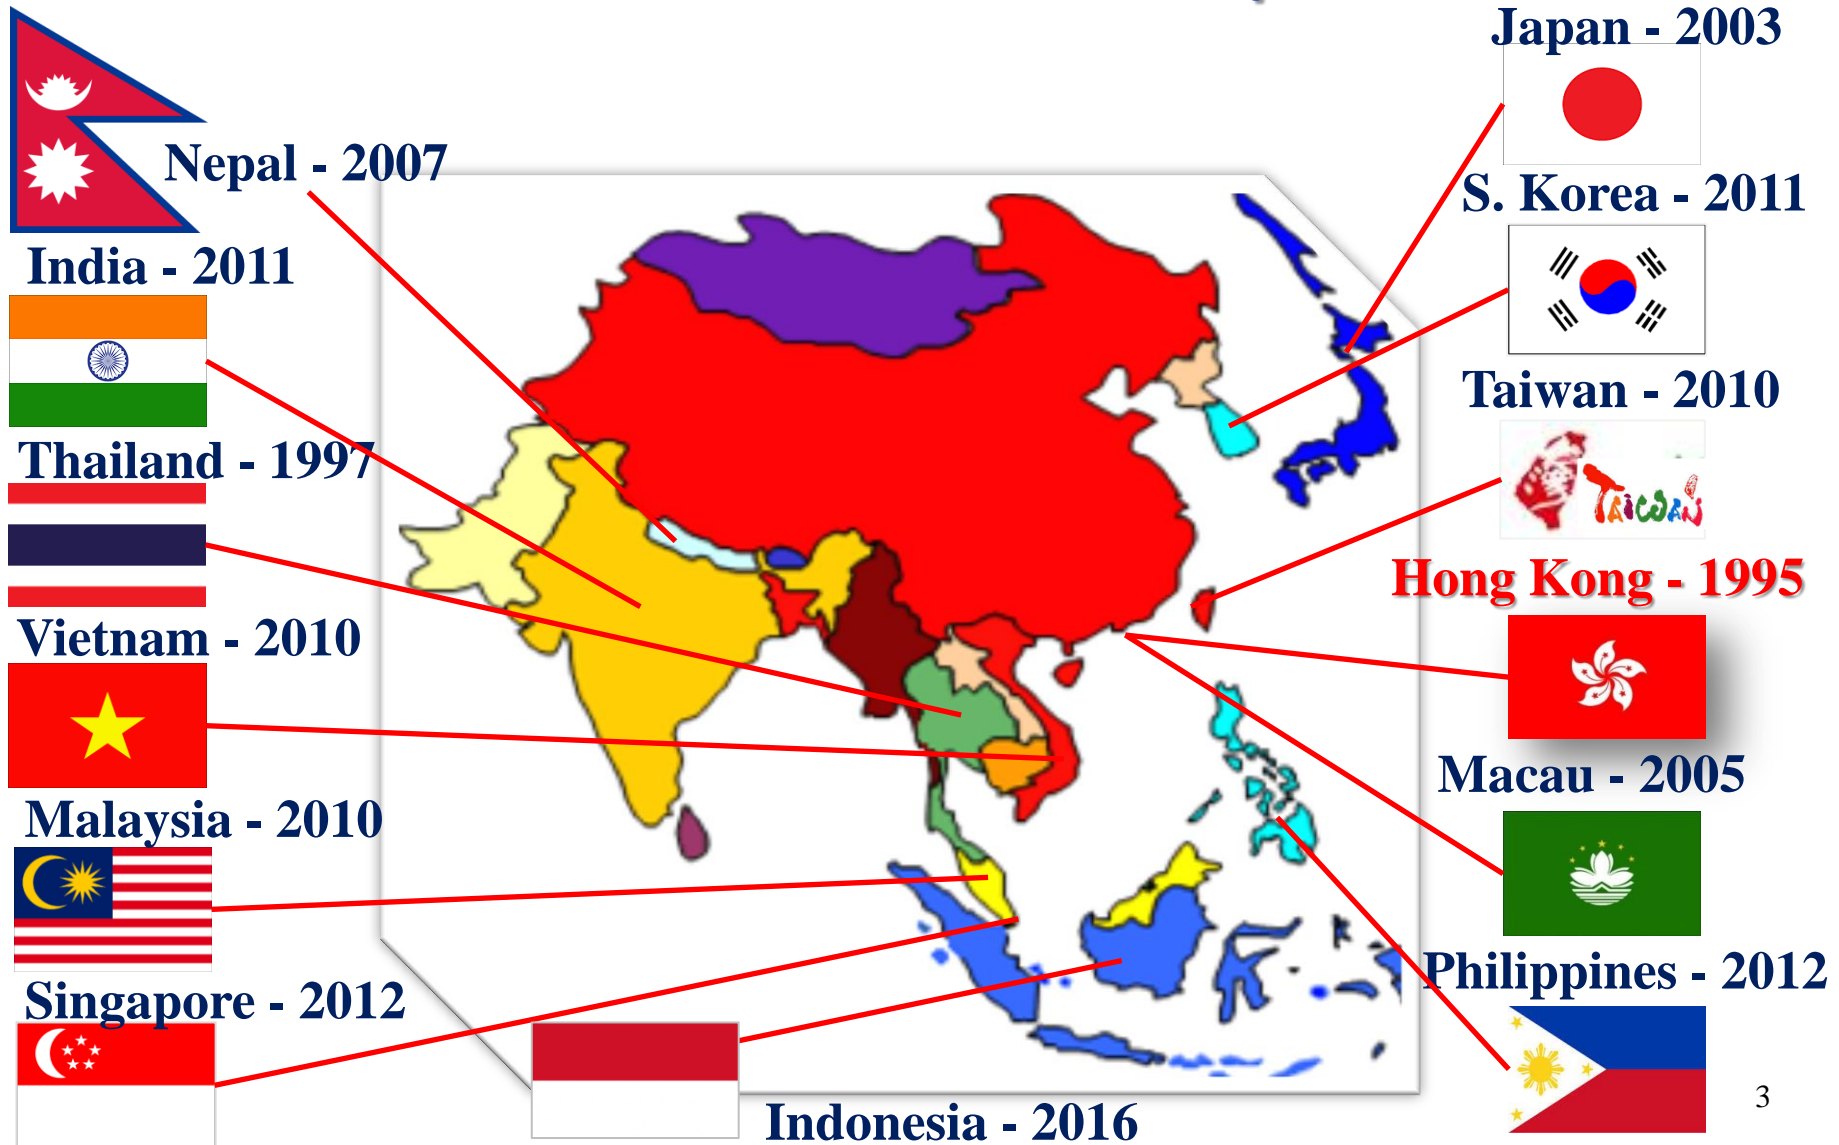 Japan - 2003
Nepal - 2007
S. Korea - 2011
India - 2011
Taiwan - 2010
TAIWAN
Thailand - 1997
Hong Kong - 1995
Vietnam - 2010
Macau - 2005
Malaysia - 2010
Philippines - 2012
Singapore - 2012
Indonesia - 2016
3